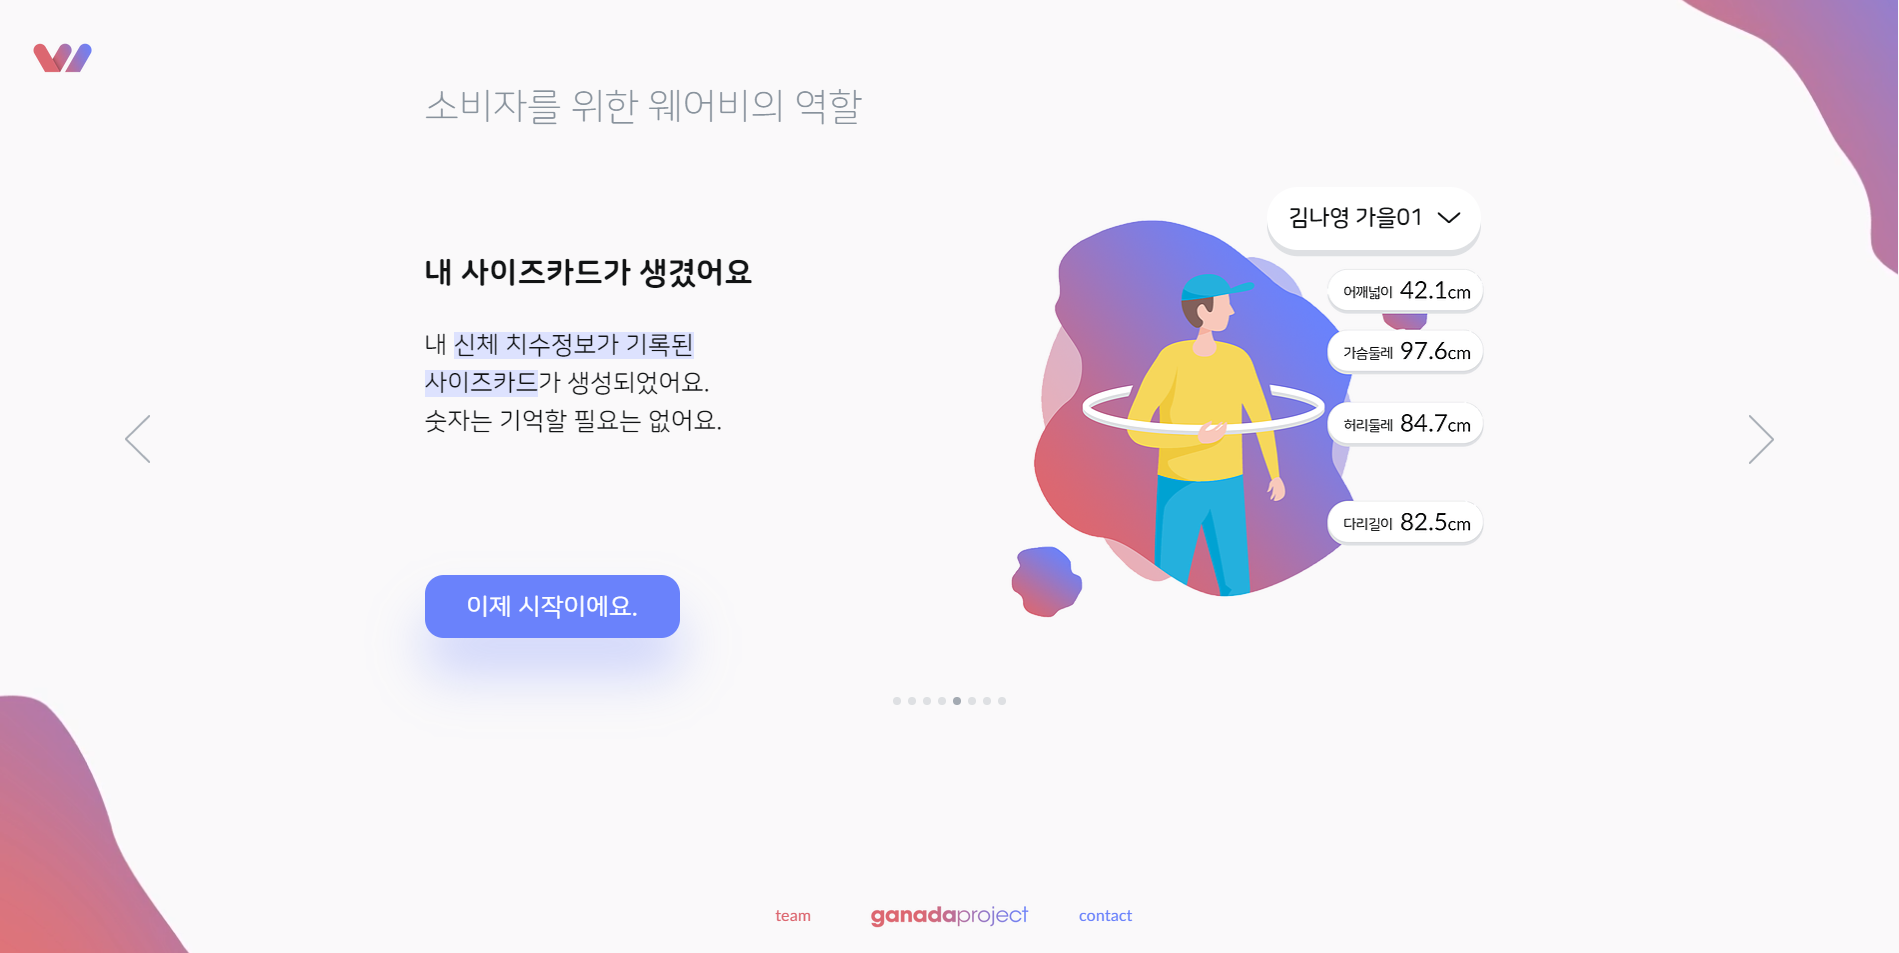 소비자를 위한 웨어비의 역할
내 사이즈카드가 생겼어요
내 신체 치수정보가 기록된
사이즈카드가 생성되었어요.
숫자는 기억할 필요는 없어요.
이제 시작이에요.
김나영 가을01
어깨넓이 42.1cm
가슴둘레 97.6cm
허리둘레 84.7cm
다리길이 82.5cm
team ganadaproject contact